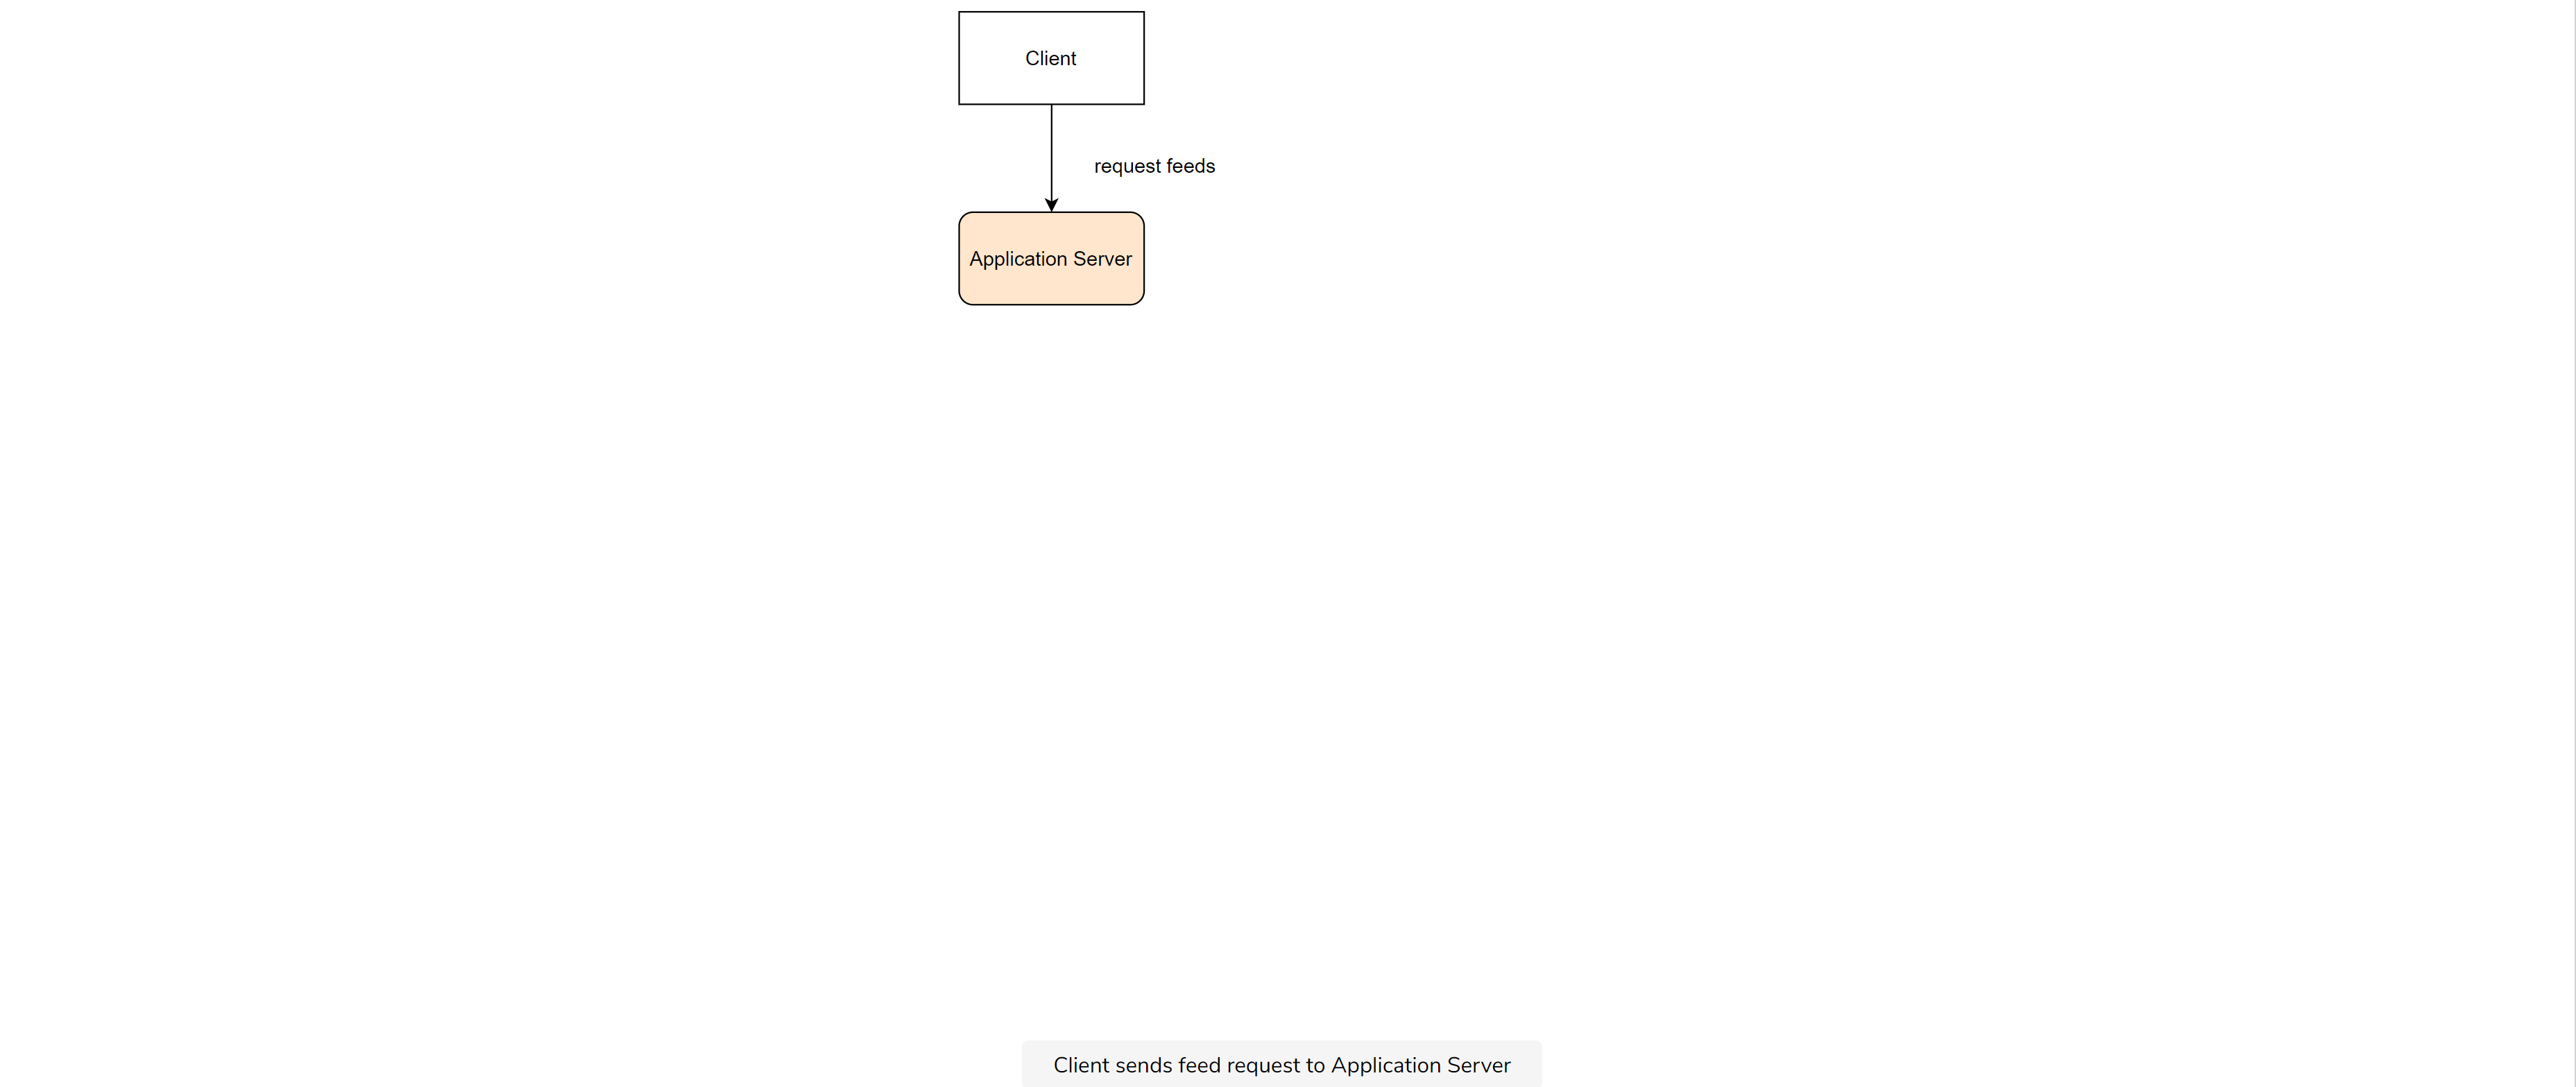 Client
request feeds
Application Server
Client sends feed request to Application Server